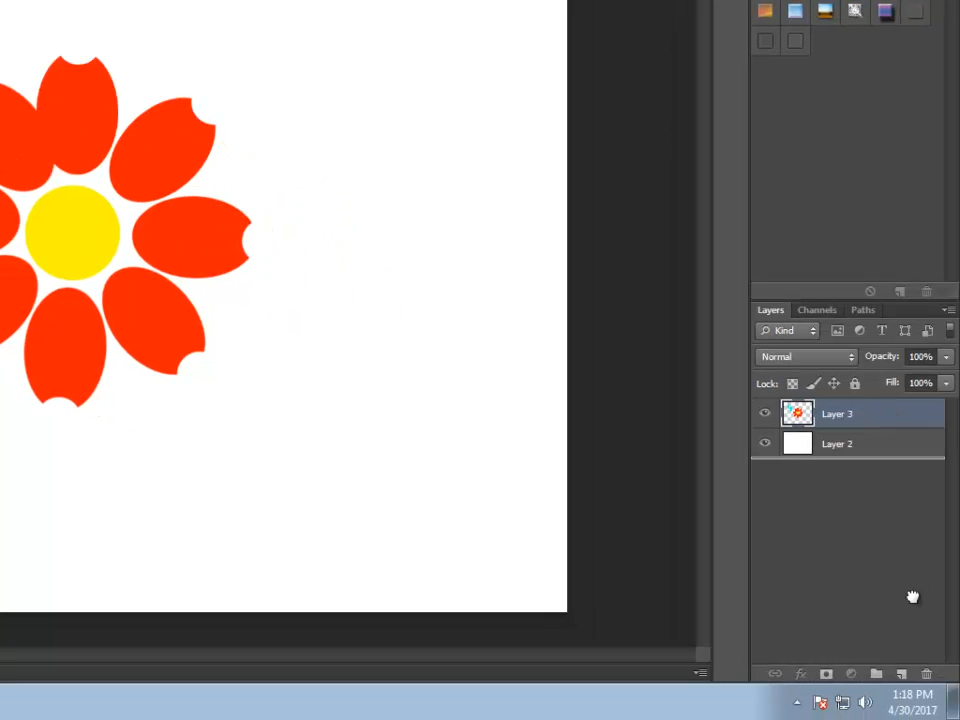 Layers Channels Paths
Kind
Normal Opacity: 100%
Lock: Fill: 100%
Layer 3
Layer 2
fx
1:18 PM
4/30/2017